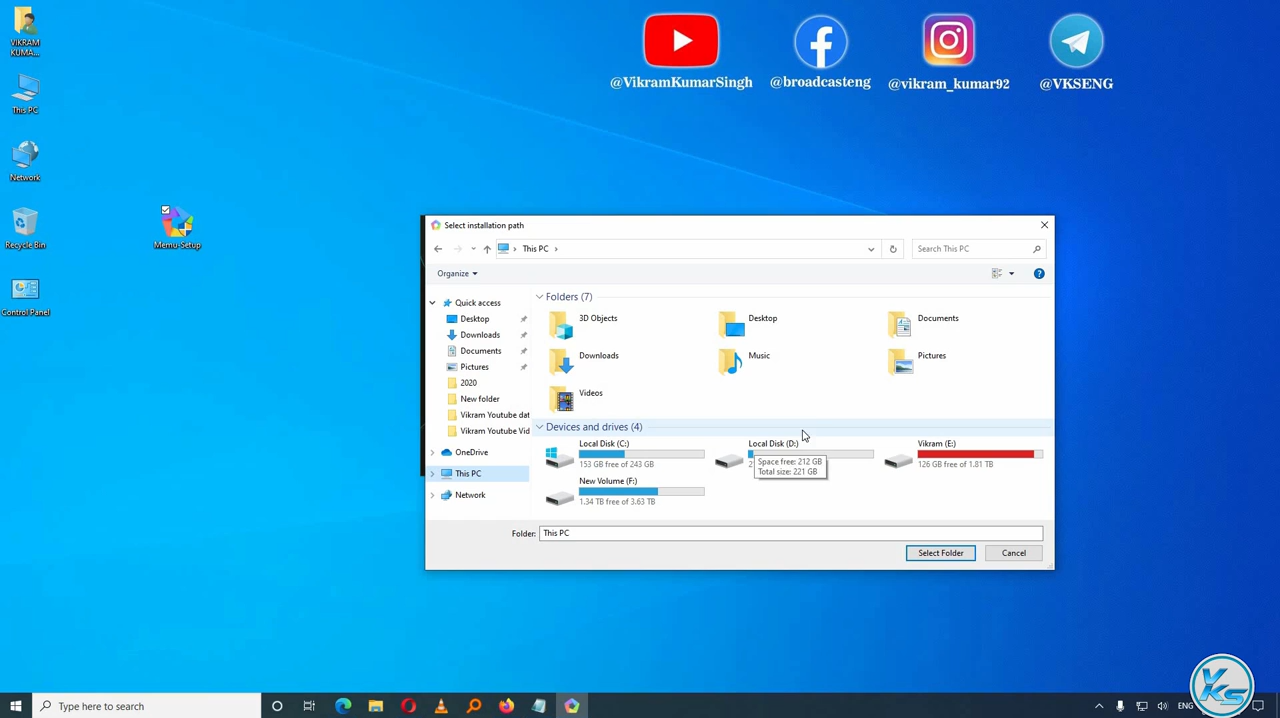 VIKRAM
KUMA...
This PC
Network
Recycle Bin
Control Panel
Memu-Setup
@VikramKumarSingh
@broadcasteng
@vikram_kumar92
@VKSENG
Select installation path
This PC
Search This PC
Organize
Quick access
Desktop
Downloads
Documents
Pictures
2020
New folder
Vikram Youtube dat
Vikram Youtube Vid
OneDrive
This PC
Network
Folders (7)
3D Objects
Desktop
Documents
Downloads
Music
Pictures
Videos
Devices and drives (4)
Local Disk (C:)
153 GB free of 243 GB
Local Disk (D:)
Space free: 212 GB
Total size: 221 GB
Vikram (E:)
126 GB free of 1.81 TB
New Volume (F:)
1.34 TB free of 3.63 TB
Folder: This PC
Select Folder
Cancel
Type here to search
ENG
KS